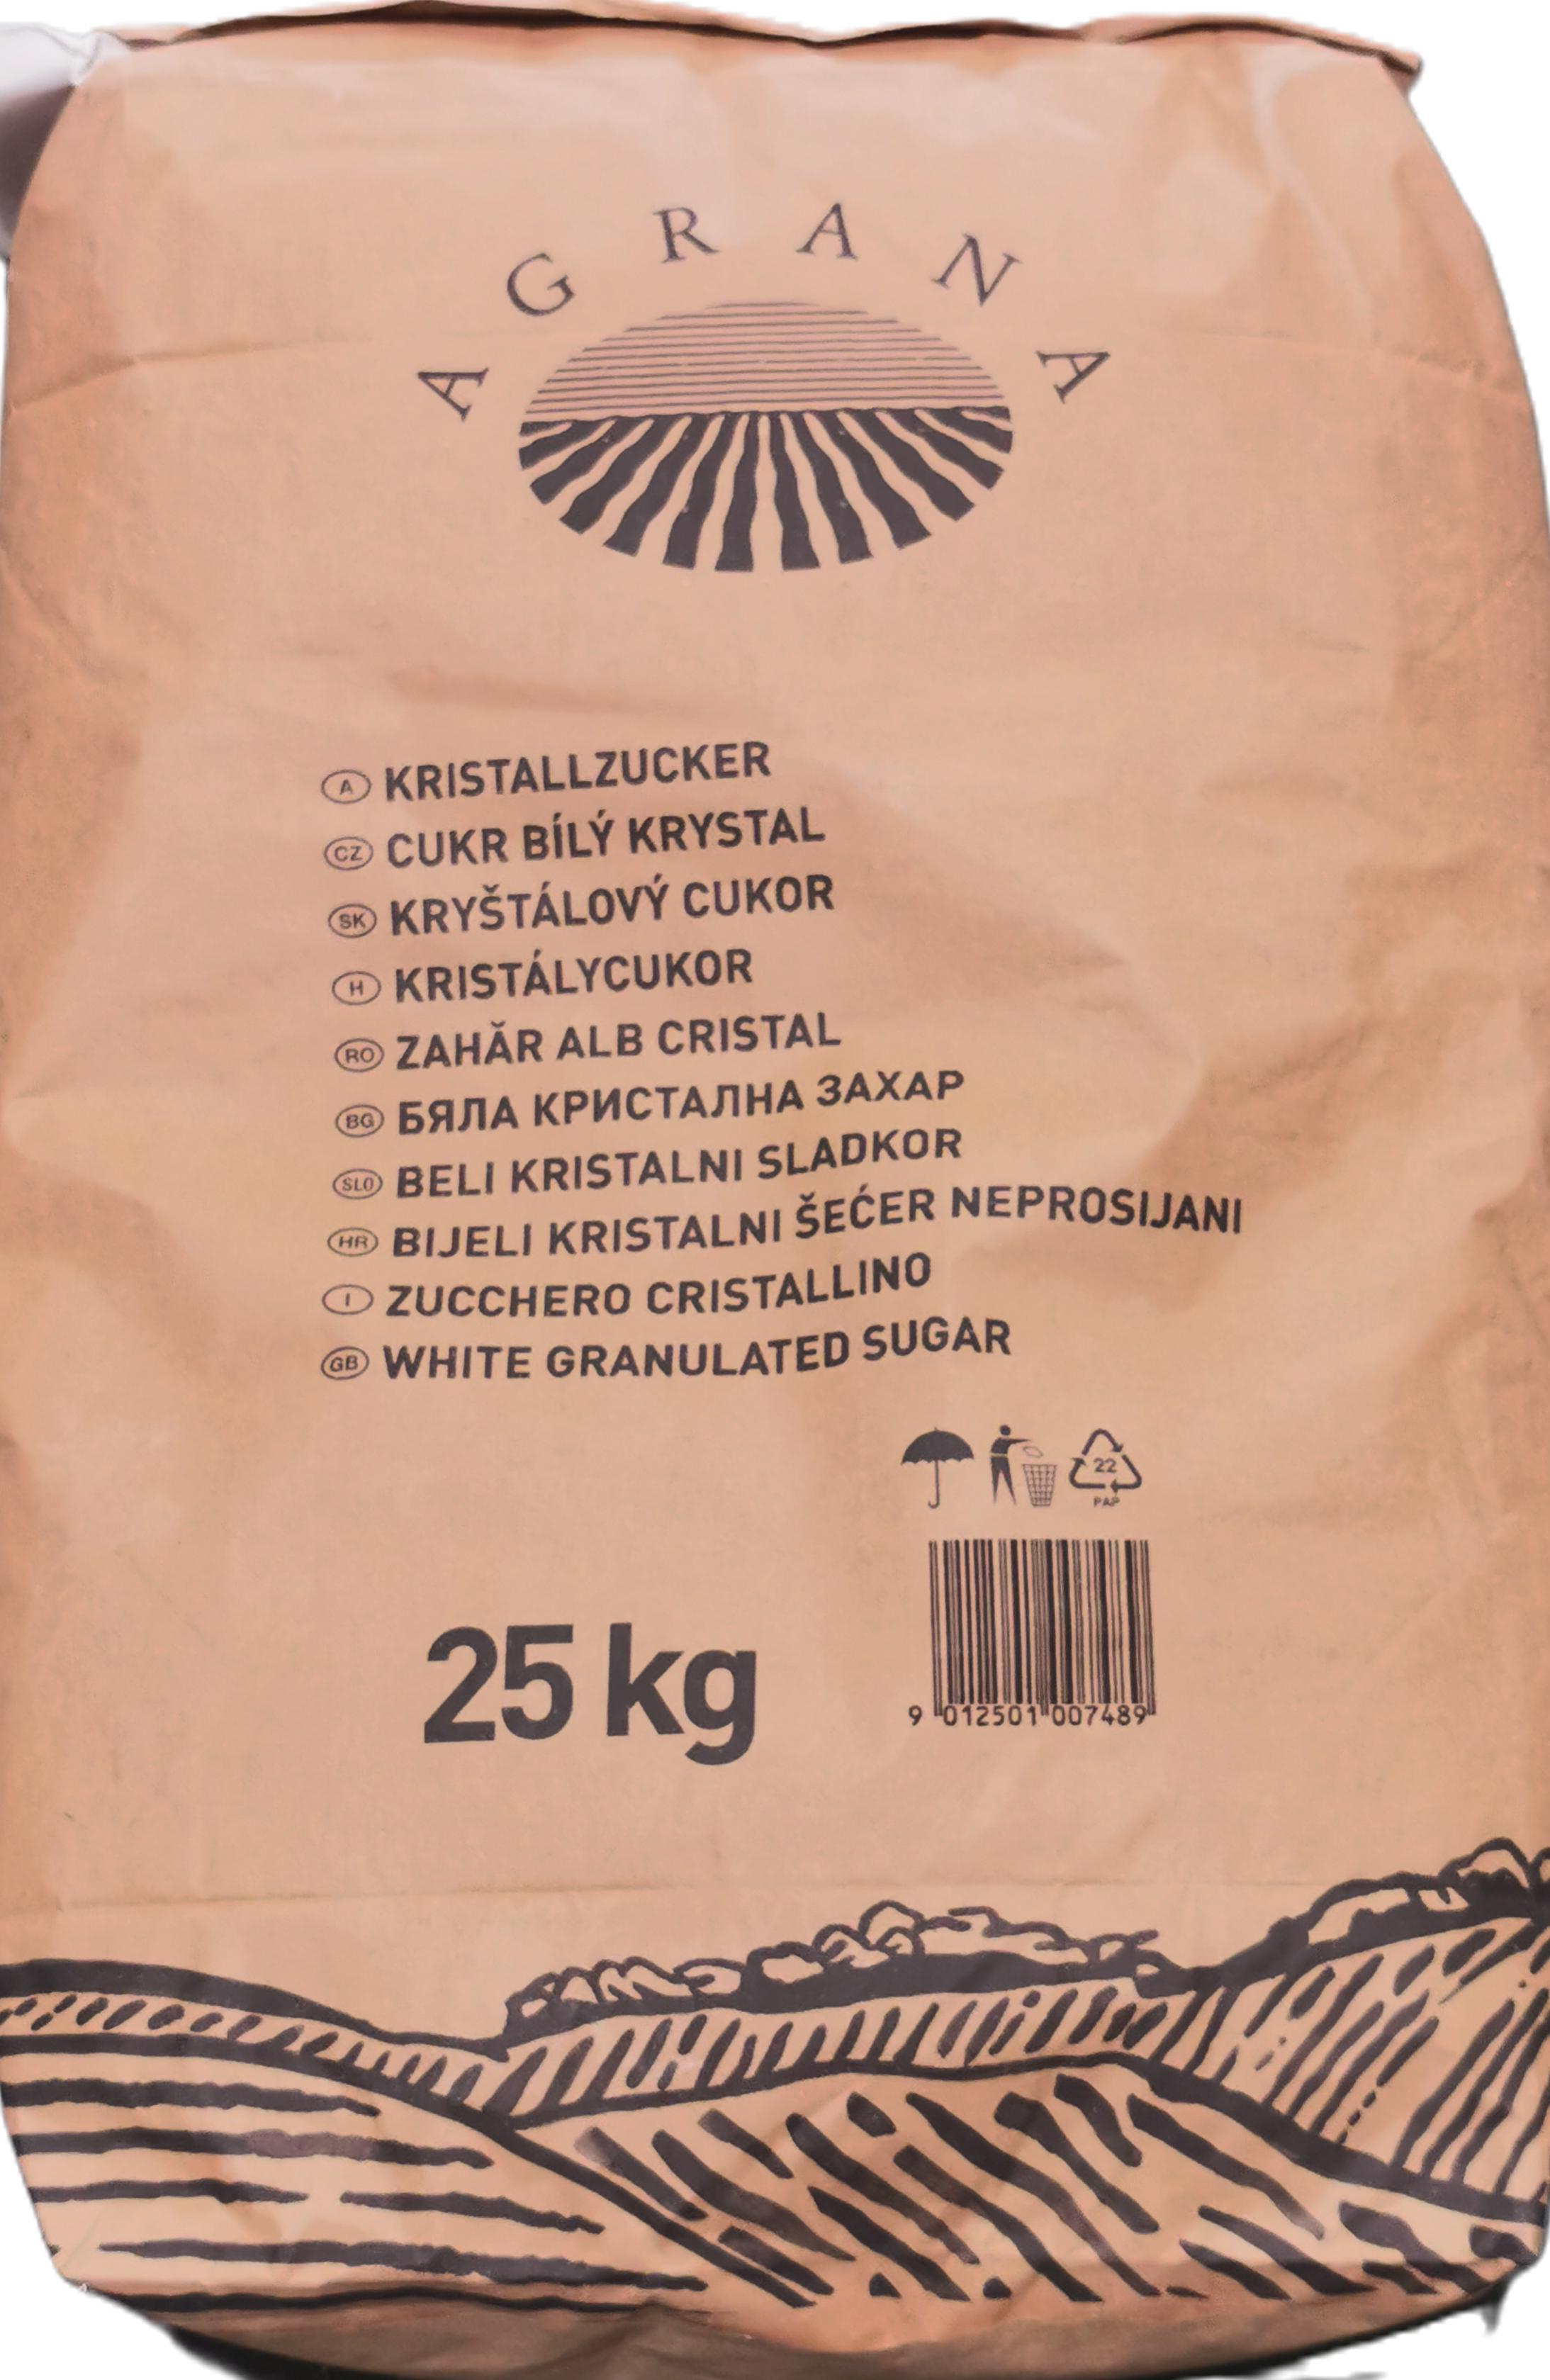 AGRANA
A KRISTALLZUCKER
CZ CUKR BÍLÝ KRYSTAL
SK KRYŠTÁLOVÝ CUKOR
H KRISTÁLYCUKOR
RO ZAHĂR ALB CRISTAL
BG БЯЛА КРИСТАЛНА ЗАХАР
SLO BELI KRISTALNI SLADKOR
HR BIJELI KRISTALNI ŠEĆER NEPROSIJANI
I ZUCCHERO CRISTALLINO
GB WHITE GRANULATED SUGAR
22
PAP
25 kg
9 012501 007489